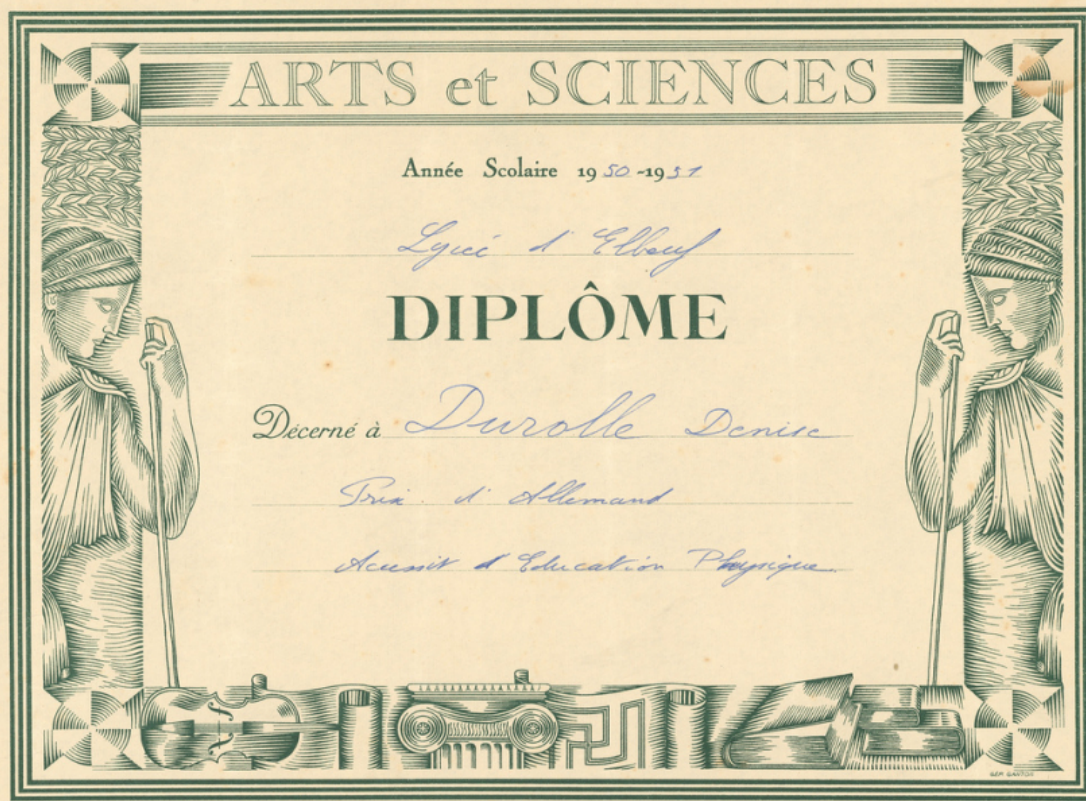 ARTS et SCIENCES
Année Scolaire 1950-1951
Lycée d'Elbeuf
DIPLÔME
Décerné à Durolle Denise
Prix d'Allemand
Accessit d'Education Physique